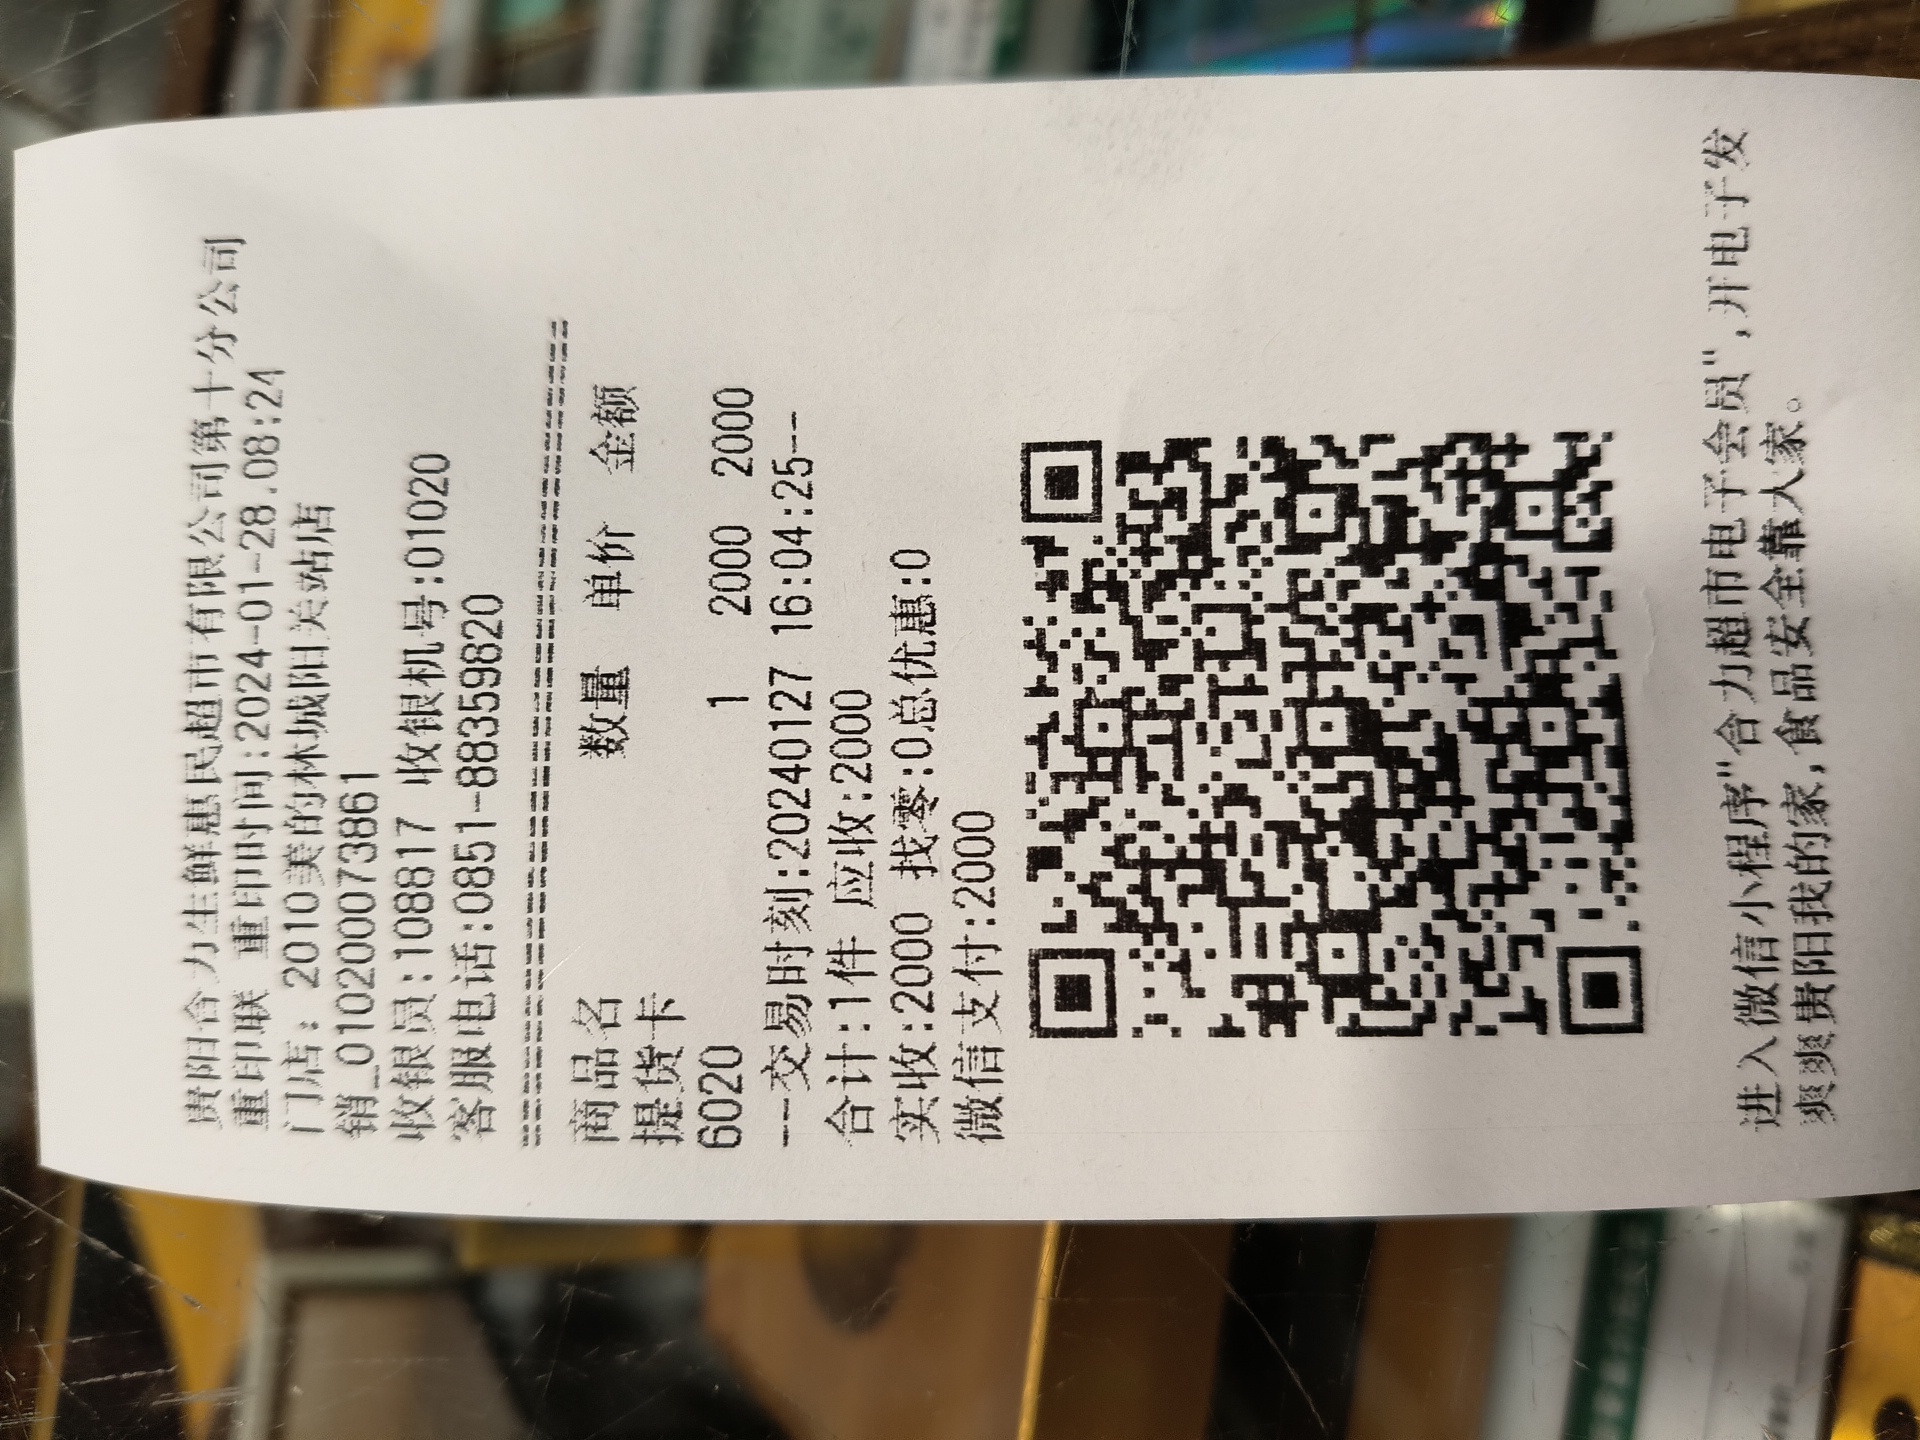 贵阳合力生鲜惠民超市有限公司第十分公司
重印联 重印时间:2024-01-28.08:24
门店: 2010美的林城阳关站店
销_0102000073861
收银员:108817 收银机号:01020
客服电话:0851-88359820
商品名 数量 单价 金额
提货卡
6020 1 2000 2000
--交易时刻:20240127 16:04:25--
合计:1件 应收:2000
实收:2000 找零:0总优惠:0
微信支付:2000
进入微信小程序"合力超市电子会员",开电子发
爽爽贵阳我的家,食品安全靠大家。